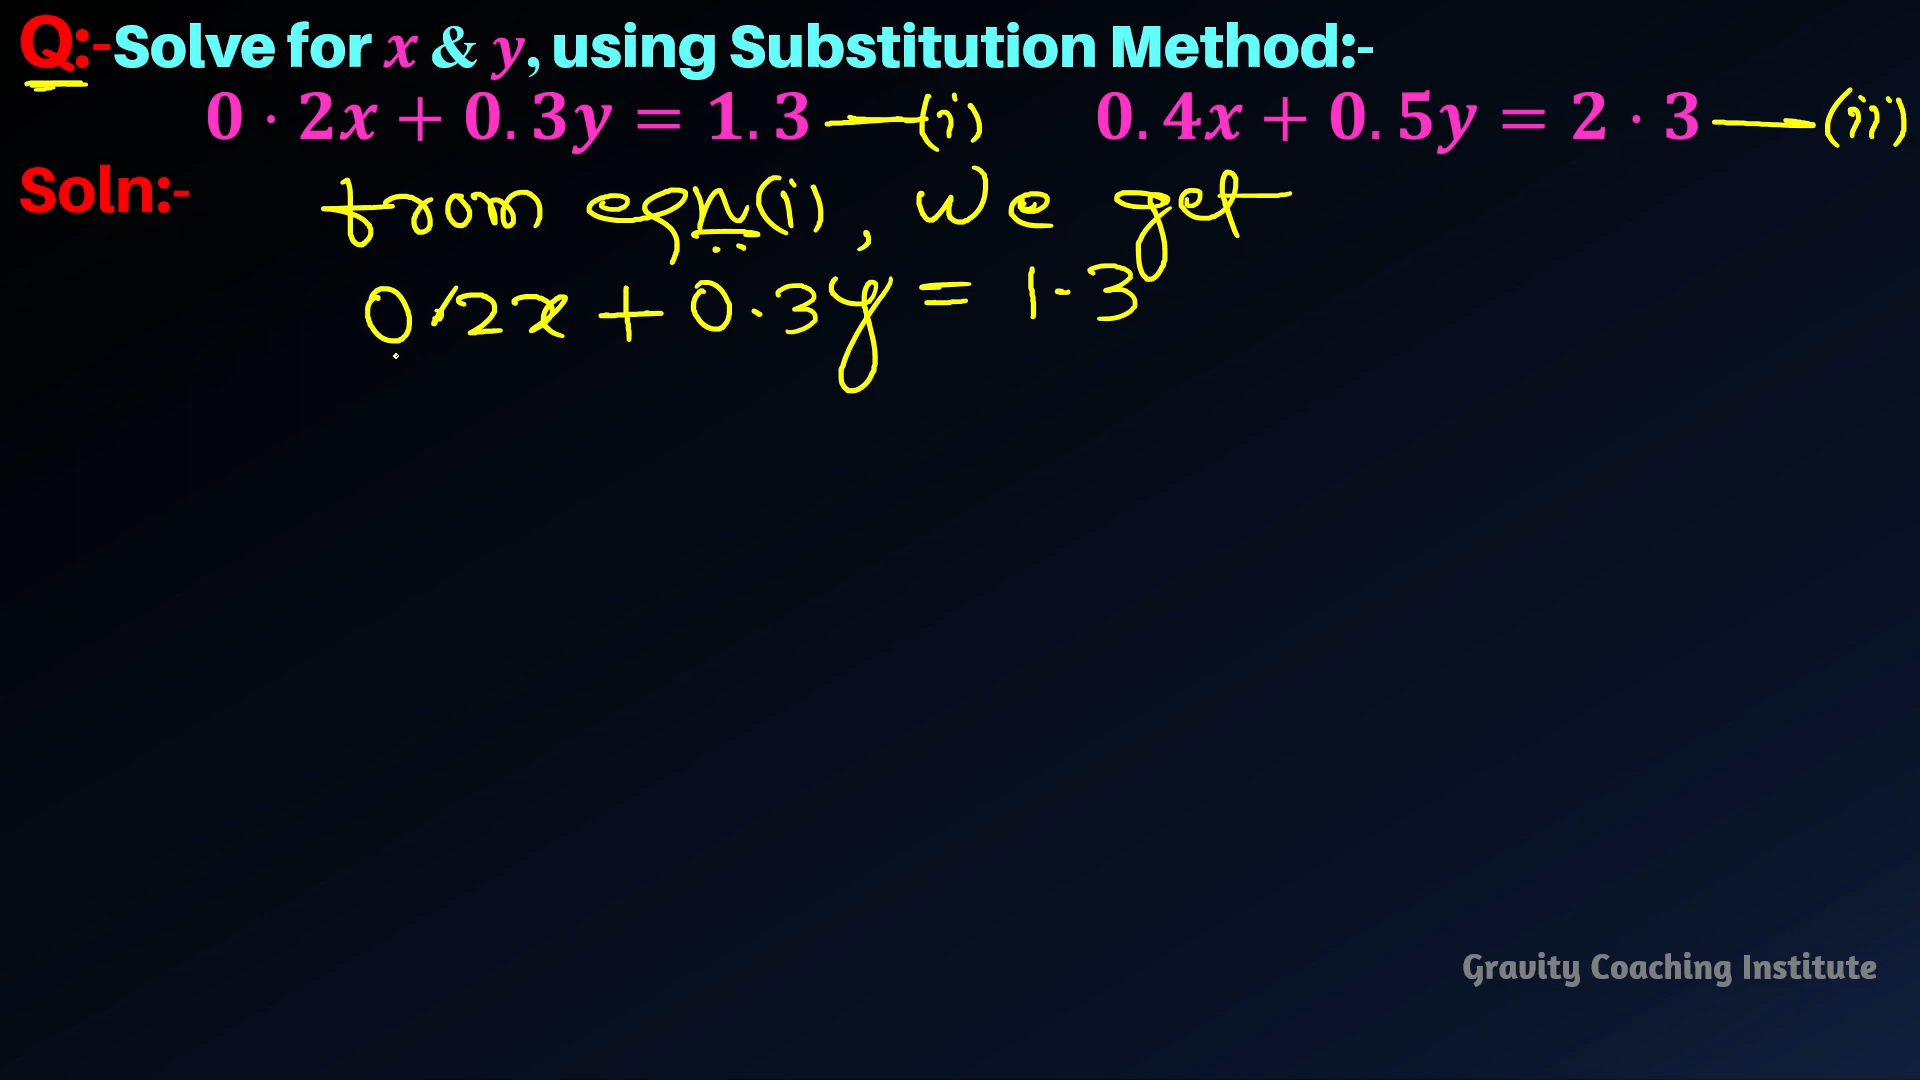 Q:-Solve for x & y, using Substitution Method:-
0·2x + 0.3y = 1.3 —(i) 0.4x + 0.5y = 2·3 —(ii)
Soln:- from eqn(i), we get
0.2x + 0.3y = 1.3
Gravity Coaching Institute